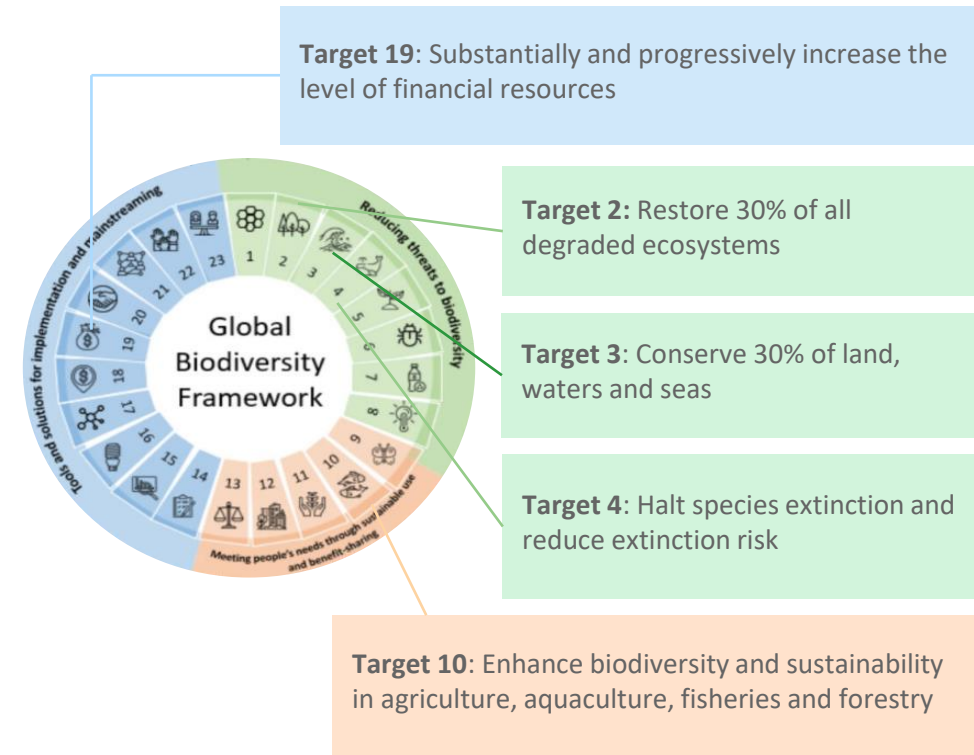 Target 19: Substantially and progressively increase the
level of financial resources
Target 2: Restore 30% of all
degraded ecosystems
Target 3: Conserve 30% of land,
waters and seas
Target 4: Halt species extinction and
reduce extinction risk
Target 10: Enhance biodiversity and sustainability
in agriculture, aquaculture, fisheries and forestry
Global
Biodiversity
Framework
Reducing threats to biodiversity
Meeting people's needs through sustainable use
and benefit-sharing
Tools and solutions for implementation and mainstreaming
1
2
3
4
5
6
7
8
9
10
11
12
13
14
15
16
17
18
19
20
21
22
23